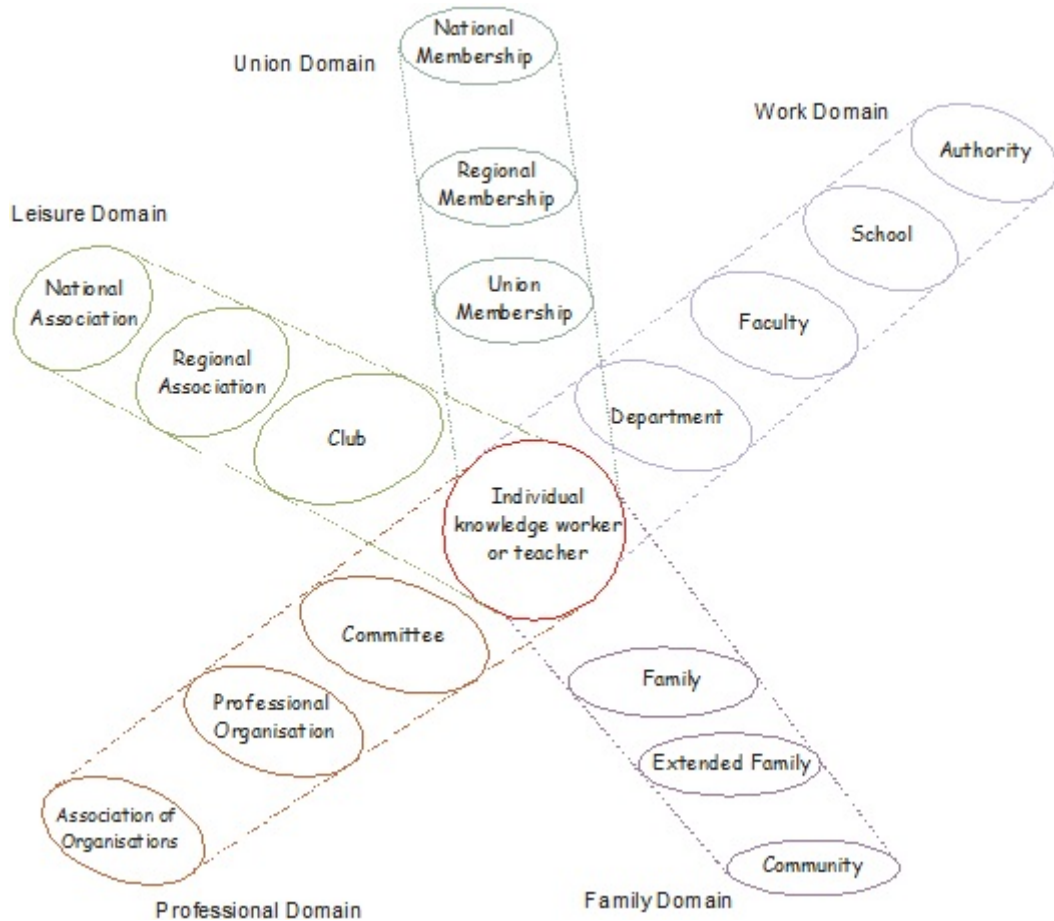 National
Membership
Union Domain
Work Domain
Authority
Regional
Membership
Leisure Domain
School
National
Association
Union
Membership
Faculty
Regional
Association
Department
Club
Individual
knowledge worker
or teacher
Committee
Family
Professional
Organisation
Extended Family
Association of
Organisations
Community
Family Domain
Professional Domain